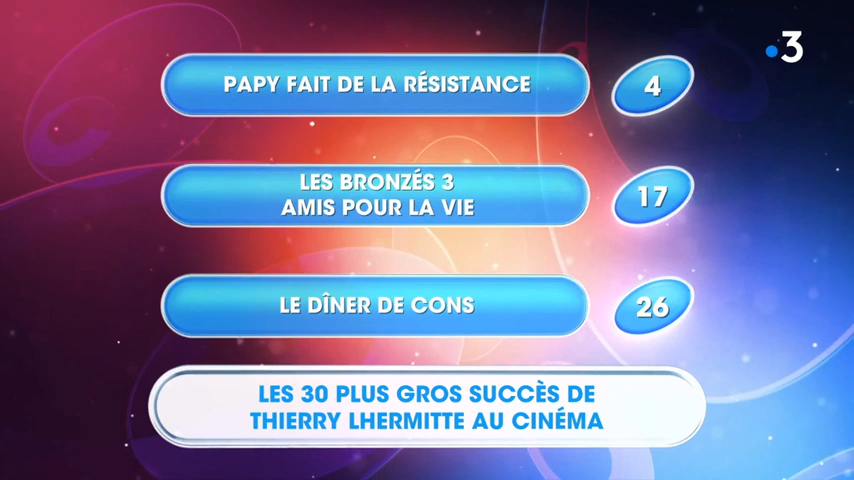 3
PAPY FAIT DE LA RÉSISTANCE
4
LES BRONZÉS 3
AMIS POUR LA VIE
17
LE DÎNER DE CONS
26
LES 30 PLUS GROS SUCCÈS DE
THIERRY LHERMITTE AU CINÉMA